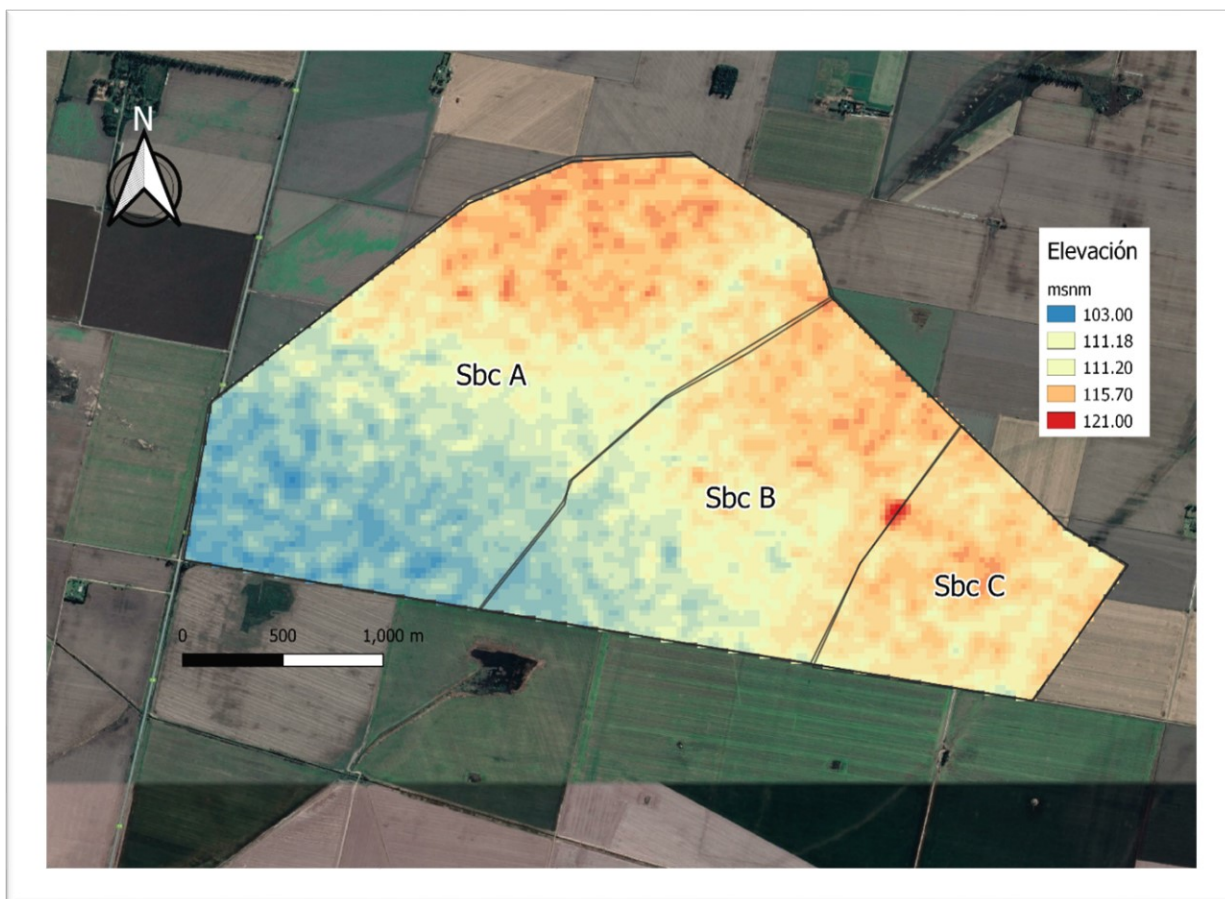 N
Elevación
msnm
103.00
111.18
111.20
115.70
121.00
Sbc A
Sbc B
Sbc C
0 500 1,000 m